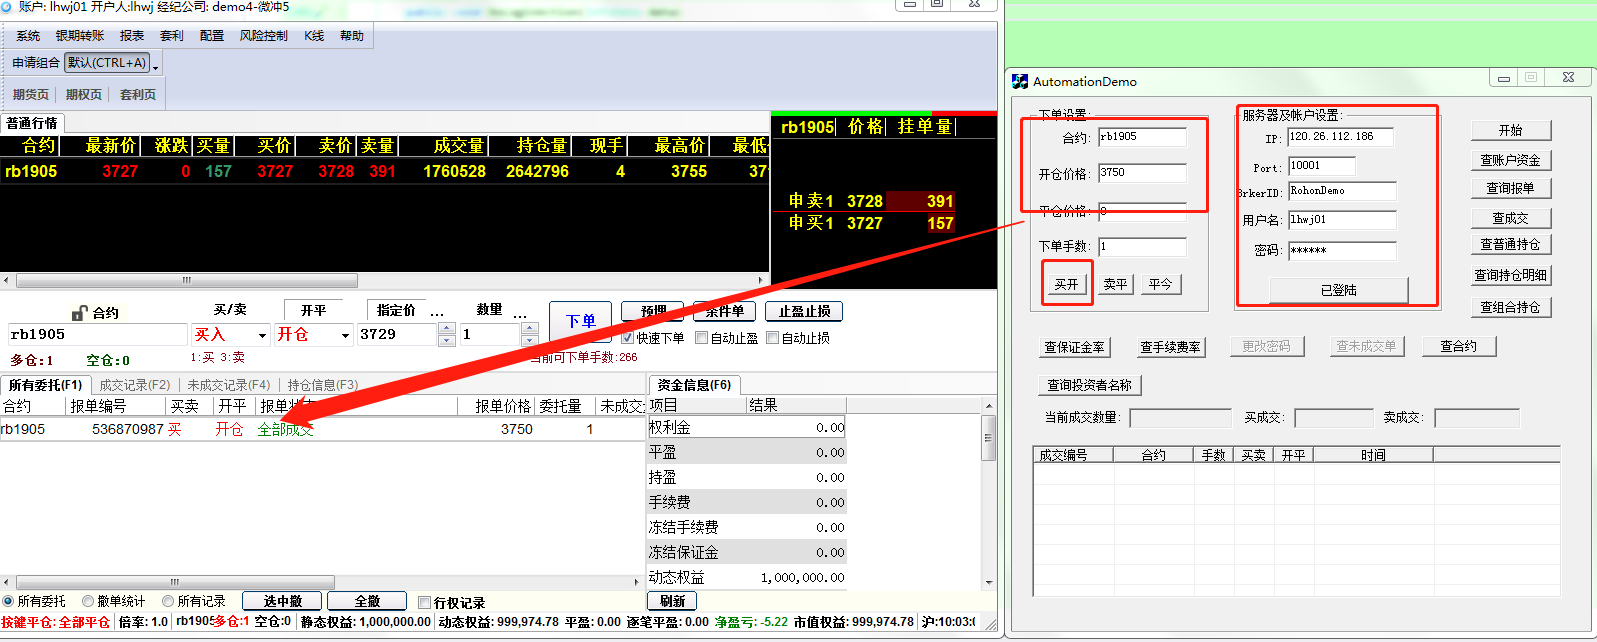 账户: lhwj01 开户人:lhwj 经纪公司: demo4-微冲5
系统 银期转账 报表 套利 配置 风险控制 K线 帮助
申请组合 默认(CTRL+A)
期货页 期权页 套利页
普通行情
合约 最新价 涨跌 买量 买价 卖价 卖量 成交量 持仓量 现手 最高价 最低
rb1905 3727 0 157 3727 3728 391 1760528 2642796 4 3755 37
rb1905 价格 挂单量
申卖1 3728 391
申买1 3727 157
合约 买/卖 开平 指定价 ... 数量 ...
rb1905 买入 开仓 3729 1
多仓:1 空仓:0 1:买 3:卖
下单 预埋 条件单 止盈止损
快速下单 自动止盈 自动止损
当前可下单手数:266
所有委托(F1) 成交记录(F2) 未成交记录(F4) 持仓信息(F3)
合约 报单编号 买卖 开平 报单状 报单价格 委托量 未成交
rb1905 536870987 买 开仓 全部成交 3750 1
资金信息(F6)
项目 结果
权利金 0.00
平盈 0.00
持盈 0.00
手续费 0.00
冻结手续费 0.00
冻结保证金 0.00
动态权益 1,000,000.00
所有委托 撤单统计 所有记录 选中撤 全撤 行权记录 刷新
按键平仓: 全部平仓 倍率: 1.0 rb1905 多仓:1 空仓:0 静态权益: 1,000,000.00 动态权益: 999,974.78 平盈: 0.00 逐笔平盈: 0.00 净盈亏: -5.22 市值权益: 999,974.78 沪:10:03:
AutomationDemo
下单设置:
合约: rb1905
开仓价格: 3750
平仓价格: 0
下单手数: 1
买开 卖平 平今
服务器及帐户设置:
IP: 120.26.112.186
Port: 10001
BrkerID: RohonDemo
用户名: lhwj01
密码: ******
已登陆
开始
查账户资金
查询报单
查成交
查普通持仓
查询持仓明细
查组合持仓
查保证金率 查手续费率 更改密码 查未成交单 查合约
查询投资者名称
当前成交数量: 买成交: 卖成交:
成交编号 合约 手数 买卖 开平 时间